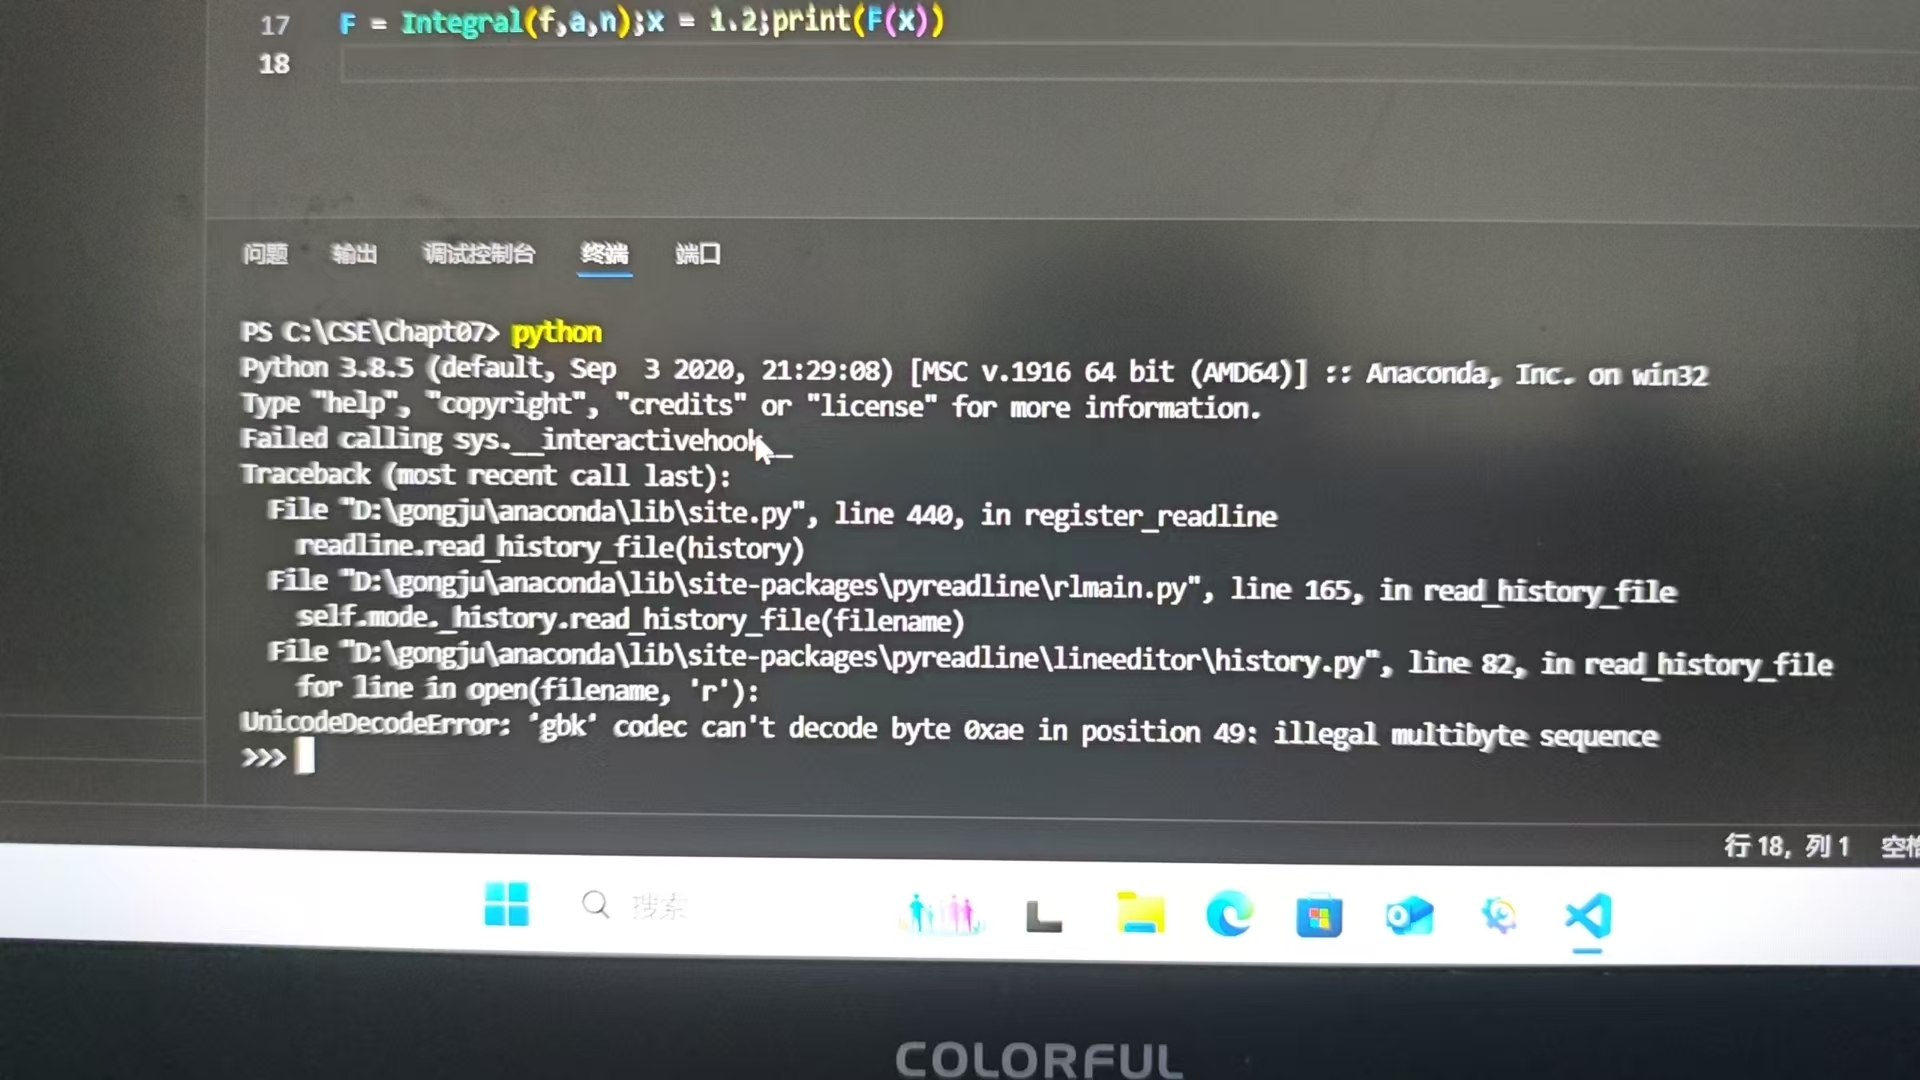 17 F = Integral(f,a,n);x = 1.2;print(F(x))
18
问题 输出 调试控制台 终端 端口
PS C:\CSE\Chapt07> python
Python 3.8.5 (default, Sep  3 2020, 21:29:08) [MSC v.1916 64 bit (AMD64)] :: Anaconda, Inc. on win32
Type "help", "copyright", "credits" or "license" for more information.
Failed calling sys.__interactivehook__
Traceback (most recent call last):
  File "D:\gongju\anaconda\lib\site.py", line 440, in register_readline
    readline.read_history_file(history)
  File "D:\gongju\anaconda\lib\site-packages\pyreadline\rlmain.py", line 165, in read_history_file
    self.mode._history.read_history_file(filename)
  File "D:\gongju\anaconda\lib\site-packages\pyreadline\lineeditor\history.py", line 82, in read_history_file
    for line in open(filename, 'r'):
UnicodeDecodeError: 'gbk' codec can't decode byte 0xae in position 49: illegal multibyte sequence
>>>
行 18, 列 1 空格
搜索
COLORFUL